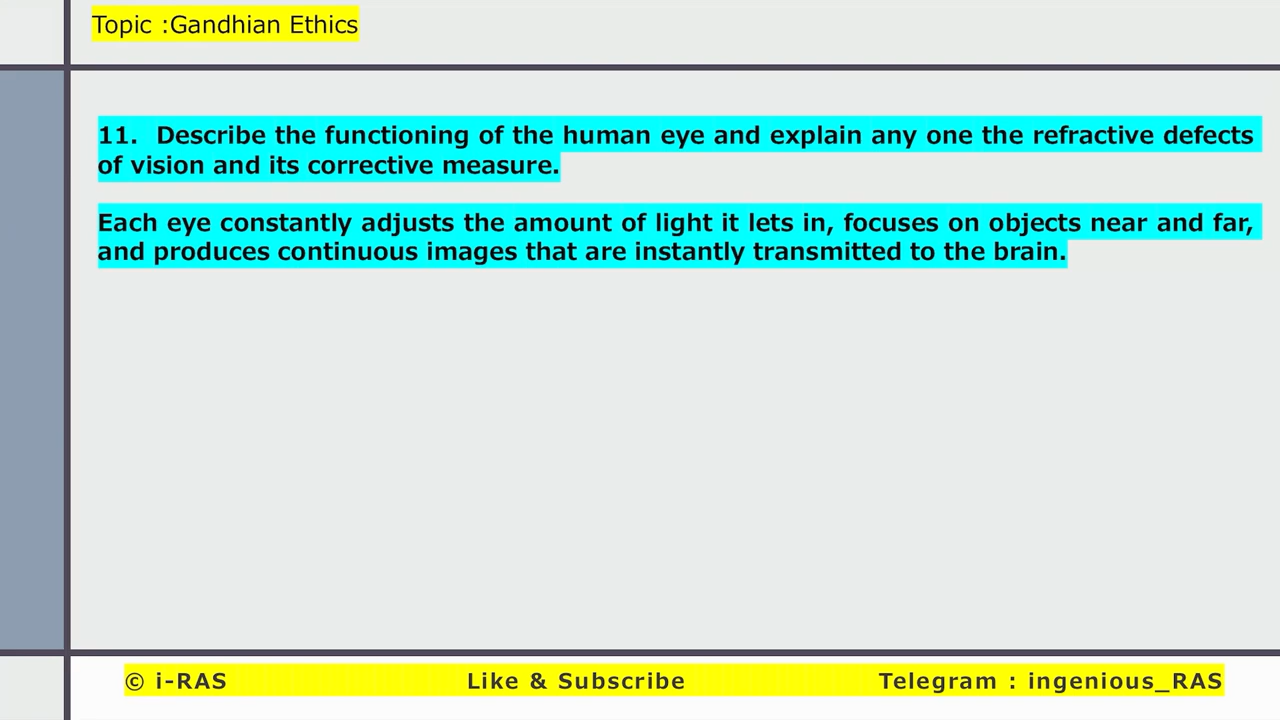 Topic :Gandhian Ethics
11. Describe the functioning of the human eye and explain any one the refractive defects
of vision and its corrective measure.
Each eye constantly adjusts the amount of light it lets in, focuses on objects near and far,
and produces continuous images that are instantly transmitted to the brain.
© i-RAS Like & Subscribe Telegram : ingenious_RAS